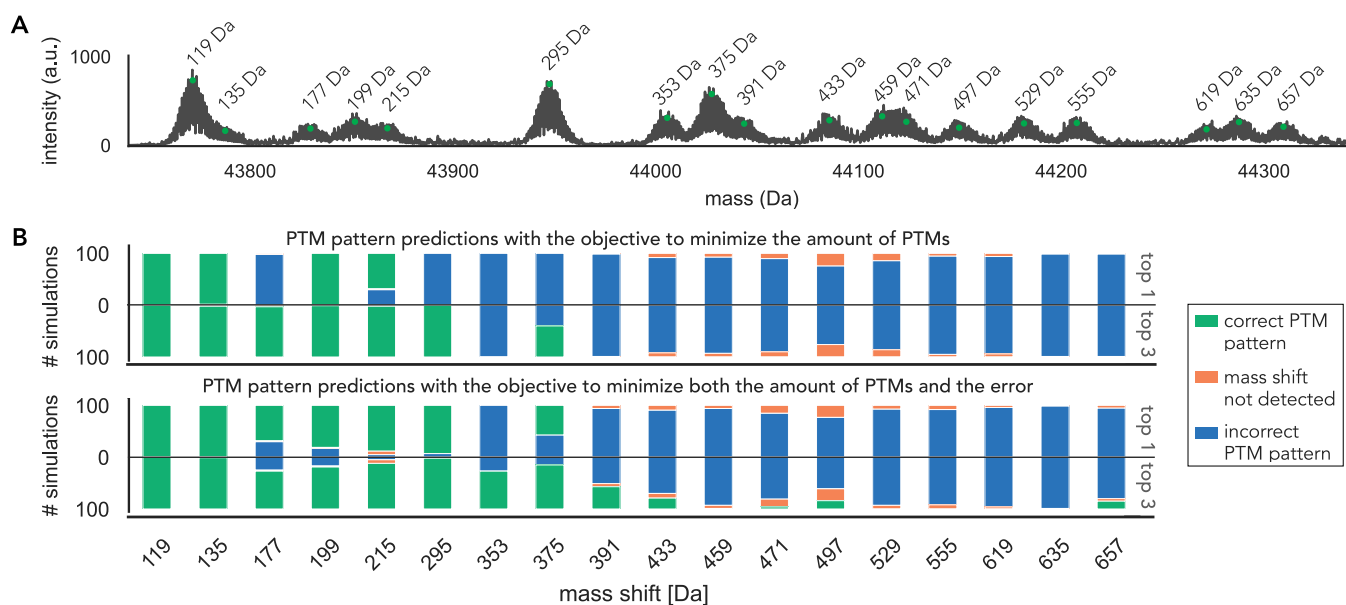 A
intensity (a.u.)
1000
0
119 Da
135 Da
177 Da
199 Da
215 Da
295 Da
353 Da
375 Da
391 Da
433 Da
459 Da
471 Da
497 Da
529 Da
555 Da
619 Da
635 Da
657 Da
43800
43900
44000
44100
44200
44300
mass (Da)
B
PTM pattern predictions with the objective to minimize the amount of PTMs
# simulations
100
0
100
top 1
top 3
PTM pattern predictions with the objective to minimize both the amount of PTMs and the error
# simulations
100
0
100
top 1
top 3
119
135
177
199
215
295
353
375
391
433
459
471
497
529
555
619
635
657
mass shift [Da]
correct PTM
pattern
mass shift
not detected
incorrect
PTM pattern